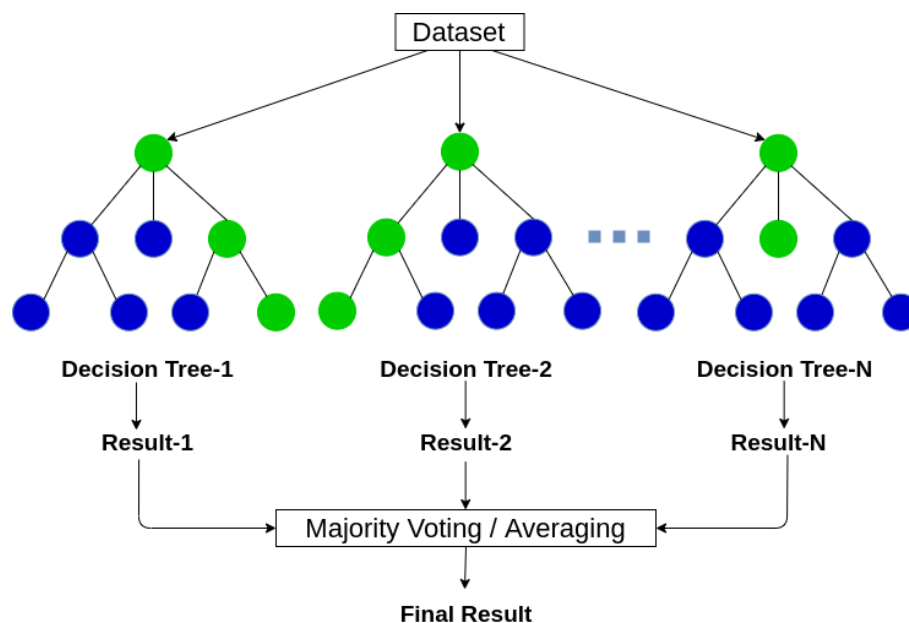 Dataset
Decision Tree-1
Decision Tree-2
Decision Tree-N
Result-1
Result-2
Result-N
Majority Voting / Averaging
Final Result